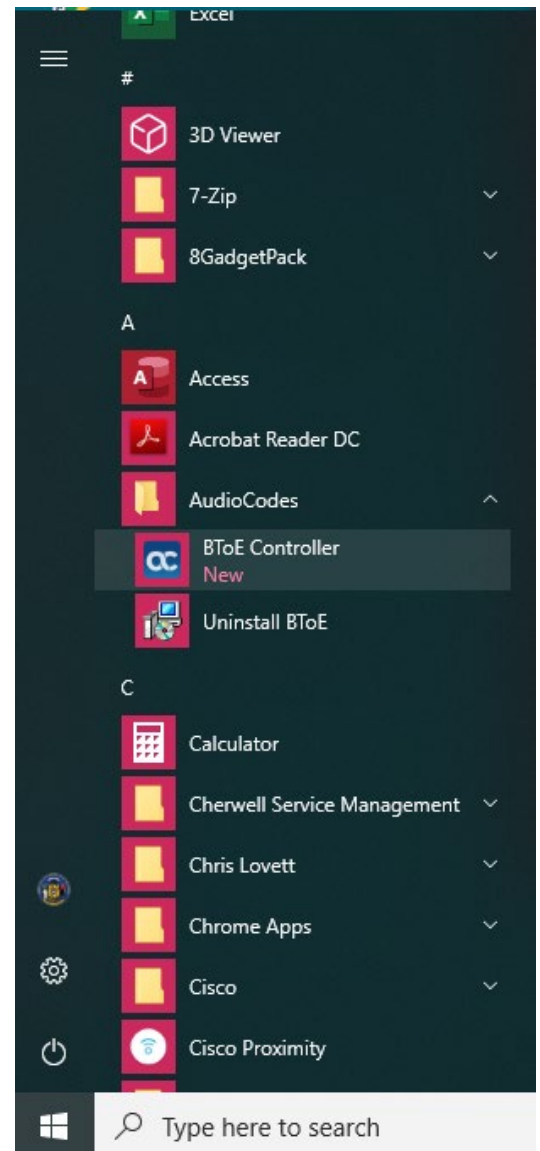 Excel
#
3D Viewer
7-Zip
8GadgetPack
A
Access
Acrobat Reader DC
AudioCodes
BToE Controller
New
Uninstall BToE
C
Calculator
Cherwell Service Management
Chris Lovett
Chrome Apps
Cisco
Cisco Proximity
Type here to search